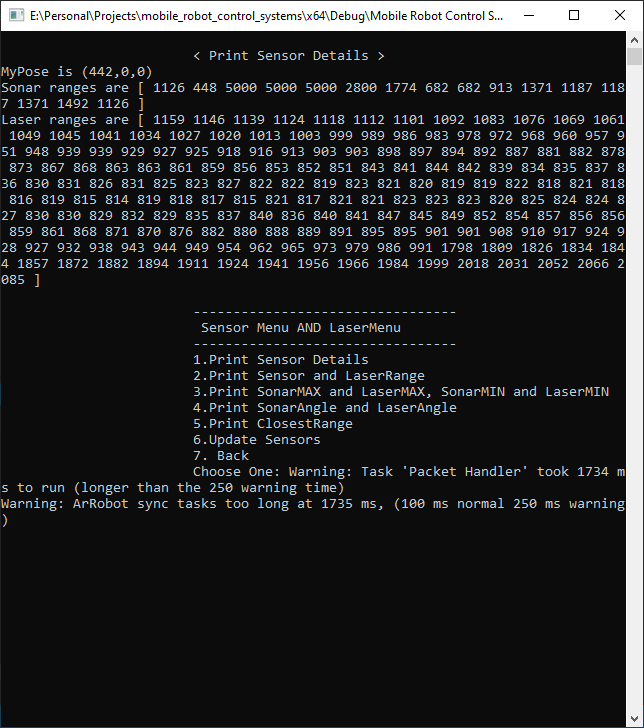 E:\Personal\Projects\mobile_robot_control_systems\x64\Debug\Mobile Robot Control S...
< Print Sensor Details >
MyPose is (442,0,0)
Sonar ranges are [ 1126 448 5000 5000 5000 2800 1774 682 682 913 1371 1187 118
7 1371 1492 1126 ]
Laser ranges are [ 1159 1146 1139 1124 1118 1112 1101 1092 1083 1076 1069 1061
1049 1045 1041 1034 1027 1020 1013 1003 999 989 986 983 978 972 968 960 957 9
51 948 939 939 929 927 925 918 916 913 903 903 898 897 894 892 887 881 882 878
873 867 868 863 863 861 859 856 853 852 851 843 841 844 842 839 834 835 837 8
36 830 831 826 831 825 823 827 822 822 819 823 821 820 819 819 822 818 821 818
816 819 815 814 819 818 817 815 821 817 821 821 823 823 823 820 825 824 824 8
27 830 830 829 832 829 835 837 840 836 840 841 847 845 849 852 854 857 856 856
859 861 868 871 870 876 882 880 888 889 891 895 895 901 901 908 910 917 924 9
28 927 932 938 943 944 949 954 962 965 973 979 986 991 1798 1809 1826 1834 184
4 1857 1872 1882 1894 1911 1924 1941 1956 1966 1984 1999 2018 2031 2052 2066 2
085 ]
---------------------------------
Sensor Menu AND LaserMenu
---------------------------------
1.Print Sensor Details
2.Print Sensor and LaserRange
3.Print SonarMAX and LaserMAX, SonarMIN and LaserMIN
4.Print SonarAngle and LaserAngle
5.Print ClosestRange
6.Update Sensors
7. Back
Choose One: Warning: Task 'Packet Handler' took 1734 m
s to run (longer than the 250 warning time)
Warning: ArRobot sync tasks too long at 1735 ms, (100 ms normal 250 ms warning
)